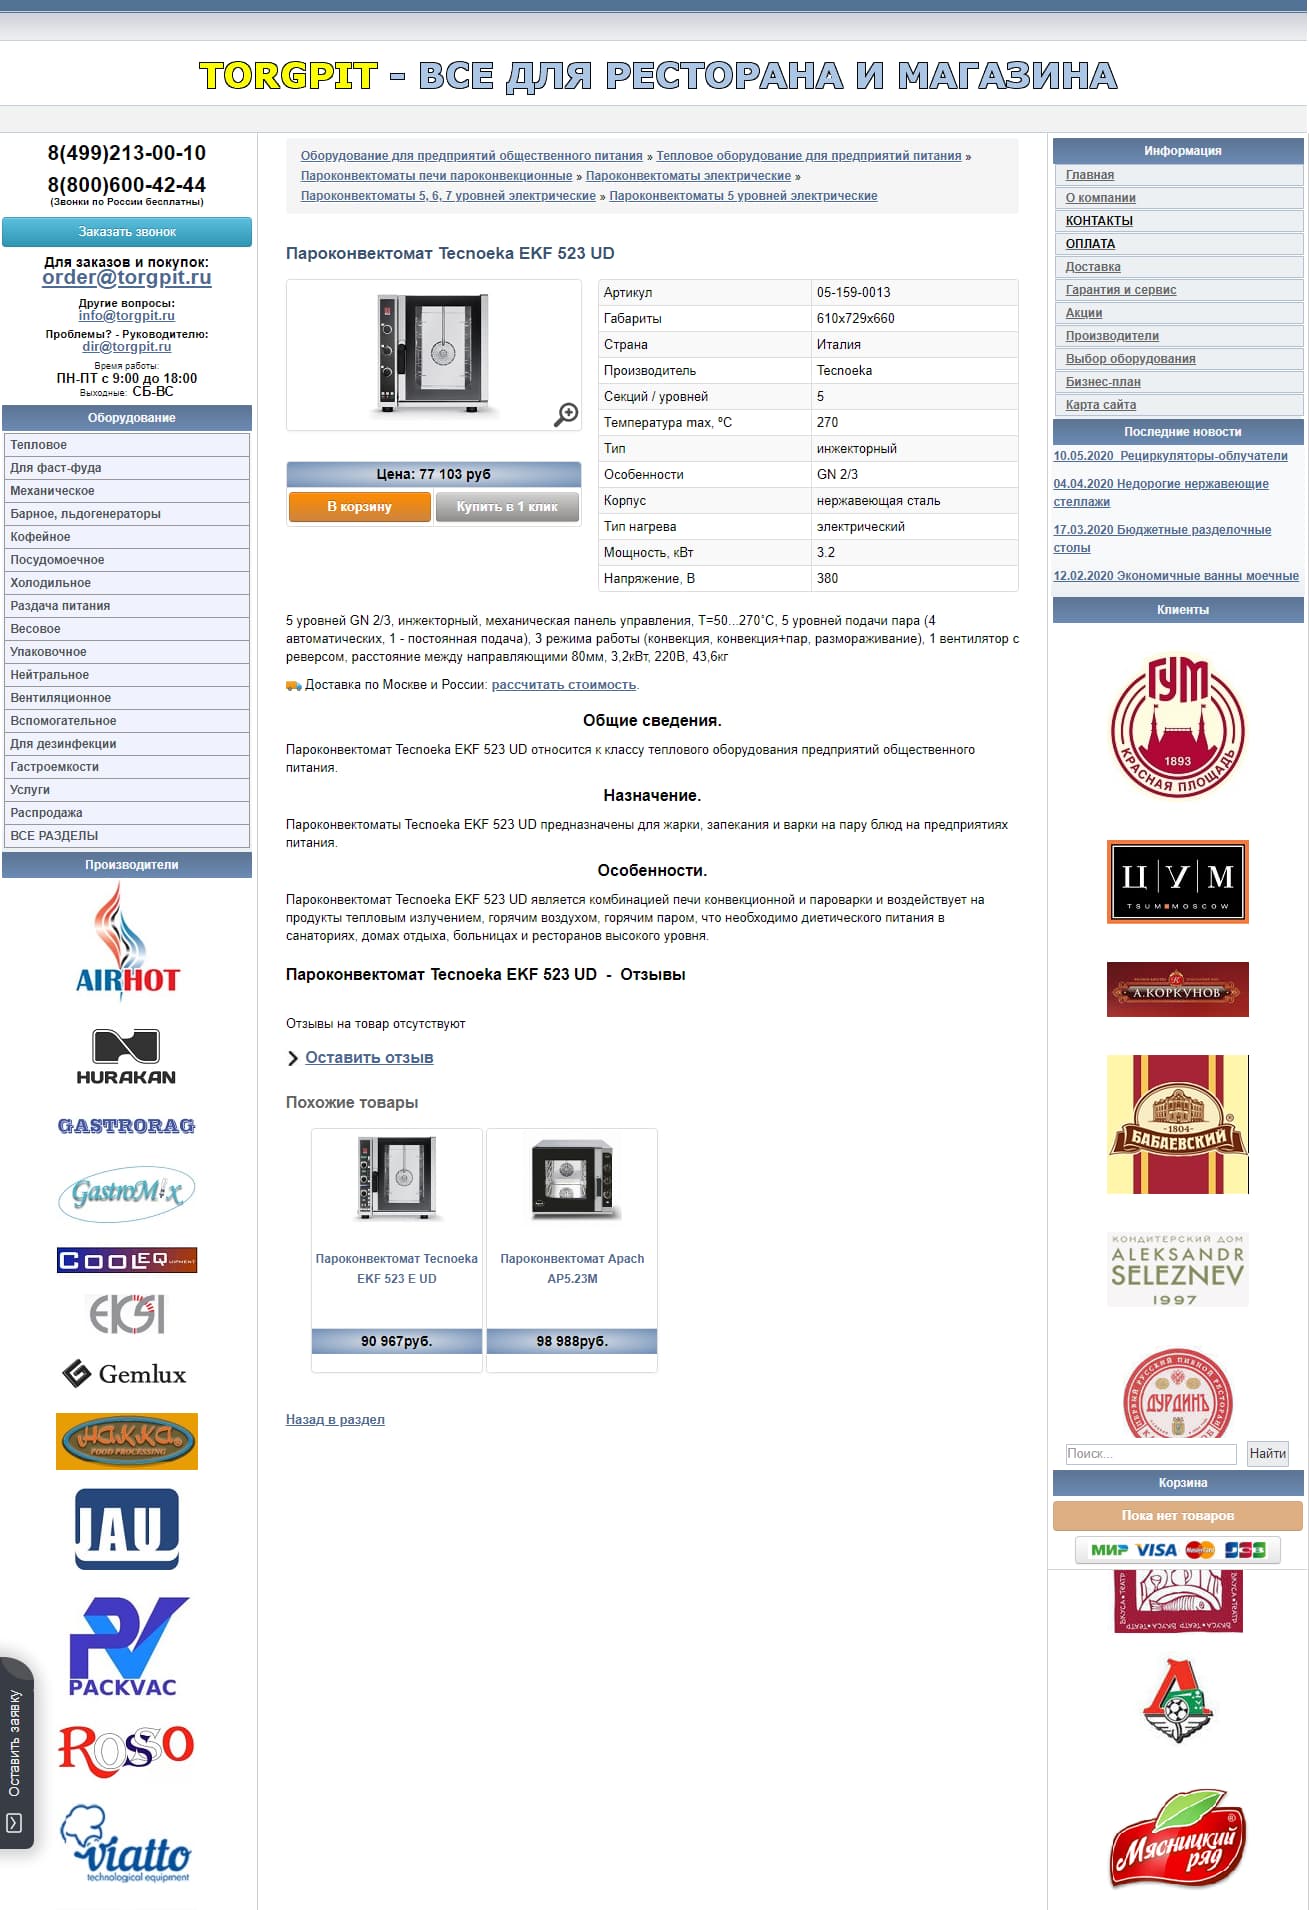 TORGPIT - ВСЕ ДЛЯ РЕСТОРАНА И МАГАЗИНА
8(499)213-00-10
8(800)600-42-44
(Звонки по России бесплатны)
Заказать звонок
Для заказов и покупок:
order@torgpit.ru
Другие вопросы:
info@torgpit.ru
Проблемы? - Руководителю:
dir@torgpit.ru
Время работы:
ПН-ПТ с 9:00 до 18:00
Выходные: СБ-ВС
Оборудование
Тепловое
Для фаст-фуда
Механическое
Барное, льдогенераторы
Кофейное
Посудомоечное
Холодильное
Раздача питания
Весовое
Упаковочное
Нейтральное
Вентиляционное
Вспомогательное
Для дезинфекции
Гастроемкости
Услуги
Распродажа
ВСЕ РАЗДЕЛЫ
Производители
AIRHOT
HURAKAN
GASTRORAG
GastroMix
COOLEQUIPMENT
EKSI
Gemlux
НАККА®
FOOD PROCESSING
JAU
PV
PACKVAC
ROSSO
viatto
technological equipment
Оставить заявку
Оборудование для предприятий общественного питания » Тепловое оборудование для предприятий питания »
Пароконвектоматы печи пароконвекционные » Пароконвектоматы электрические »
Пароконвектоматы 5, 6, 7 уровней электрические » Пароконвектоматы 5 уровней электрические
Пароконвектомат Tecnoeka EKF 523 UD
Цена: 77 103 руб
В корзину
Купить в 1 клик
Артикул 05-159-0013
Габариты 610x729x660
Страна Италия
Производитель Tecnoeka
Секций / уровней 5
Температура max, ºС 270
Тип инжекторный
Особенности GN 2/3
Корпус нержавеющая сталь
Тип нагрева электрический
Мощность, кВт 3.2
Напряжение, В 380
5 уровней GN 2/3, инжекторный, механическая панель управления, Т=50...270˚С, 5 уровней подачи пара (4
автоматических, 1 - постоянная подача), 3 режима работы (конвекция, конвекция+пар, размораживание), 1 вентилятор с
реверсом, расстояние между направляющими 80мм, 3,2кВт, 220В, 43,6кг
Доставка по Москве и России: рассчитать стоимость.
Общие сведения.
Пароконвектомат Tecnoeka EKF 523 UD относится к классу теплового оборудования предприятий общественного
питания.
Назначение.
Пароконвектоматы Tecnoeka EKF 523 UD предназначены для жарки, запекания и варки на пару блюд на предприятиях
питания.
Особенности.
Пароконвектомат Tecnoeka EKF 523 UD является комбинацией печи конвекционной и пароварки и воздействует на
продукты тепловым излучением, горячим воздухом, горячим паром, что необходимо диетического питания в
санаториях, домах отдыха, больницах и ресторанов высокого уровня.
Пароконвектомат Tecnoeka EKF 523 UD - Отзывы
Отзывы на товар отсутствуют
Оставить отзыв
Похожие товары
Пароконвектомат Tecnoeka
EKF 523 E UD
90 967руб.
Пароконвектомат Apach
AP5.23M
98 988руб.
Назад в раздел
Информация
Главная
О компании
КОНТАКТЫ
ОПЛАТА
Доставка
Гарантия и сервис
Акции
Производители
Выбор оборудования
Бизнес-план
Карта сайта
Последние новости
10.05.2020 Рециркуляторы-облучатели
04.04.2020 Недорогие нержавеющие
стеллажи
17.03.2020 Бюджетные разделочные
столы
12.02.2020 Экономичные ванны моечные
Клиенты
ГУМ
1893
КРАСНАЯ ПЛОЩАДЬ
ЦУМ
TSUM MOSCOW
А.КОРКУНОВ
-1804-
БАБАЕВСКИЙ®
КОНДИТЕРСКИЙ ДОМ
ALEKSANDR
SELEZNEV
1997
ПЕРВЫЙ РУССКИЙ ПИВНОЙ РЕСТОРАН
ДУРДИНЪ
Поиск...
Найти
Корзина
Пока нет товаров
МИР VISA MasterCard JCB
ВКУСА•ТЕАТР
ТЕАТР•ВКУСА•ТЕАТР
Мясницкий
ряд®